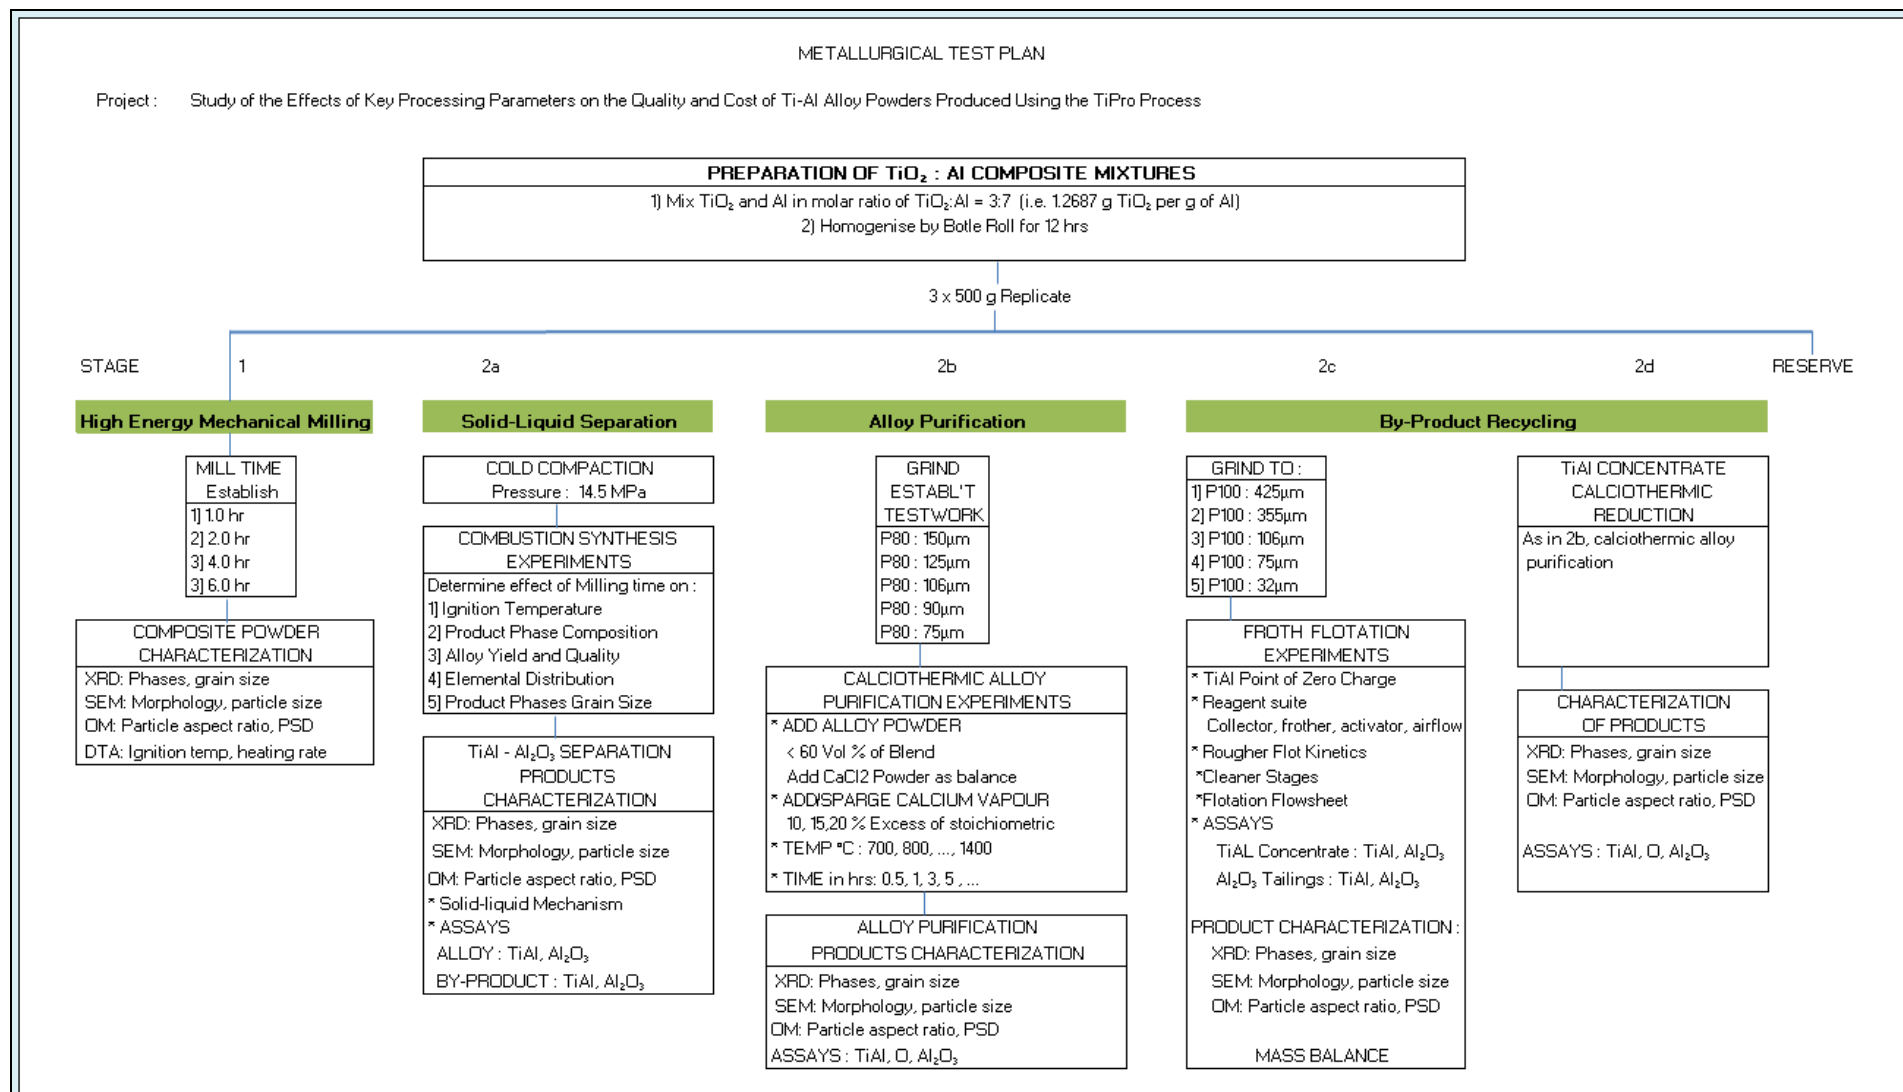 METALLURGICAL TEST PLAN
Project : Study of the Effects of Key Processing Parameters on the Quality and Cost of Ti-Al Alloy Powders Produced Using the TiPro Process
PREPARATION OF TiO₂ : Al COMPOSITE MIXTURES
1) Mix TiO₂ and Al in molar ratio of TiO₂:Al = 3:7 (i.e. 1.2687 g TiO₂ per g of Al)
2) Homogenise by Botle Roll for 12 hrs
3 x 500 g Replicate
STAGE 1 2a 2b 2c 2d RESERVE
High Energy Mechanical Milling
MILL TIME
Establish
1] 1.0 hr
2] 2.0 hr
3] 4.0 hr
3] 6.0 hr
COMPOSITE POWDER
CHARACTERIZATION
XRD: Phases, grain size
SEM: Morphology, particle size
OM: Particle aspect ratio, PSD
DTA: Ignition temp, heating rate
Solid-Liquid Separation
COLD COMPACTION
Pressure : 14.5 MPa
COMBUSTION SYNTHESIS
EXPERIMENTS
Determine effect of Milling time on :
1] Ignition Temperature
2] Product Phase Composition
3] Alloy Yield and Quality
4] Elemental Distribution
5] Product Phases Grain Size
TiAl - Al₂O₃ SEPARATION
PRODUCTS
CHARACTERIZATION
XRD: Phases, grain size
SEM: Morphology, particle size
OM: Particle aspect ratio, PSD
* Solid-liquid Mechanism
* ASSAYS
ALLOY : TiAl, Al₂O₃
BY-PRODUCT : TiAl, Al₂O₃
Alloy Purification
GRIND
ESTABL'T
TESTWORK
P80 : 150µm
P80 : 125µm
P80 : 106µm
P80 : 90µm
P80 : 75µm
CALCIOTHERMIC ALLOY
PURIFICATION EXPERIMENTS
* ADD ALLOY POWDER
< 60 Vol % of Blend
Add CaCl2 Powder as balance
* ADD/SPARGE CALCIUM VAPOUR
10, 15,20 % Excess of stoichiometric
* TEMP °C : 700, 800, ..., 1400
* TIME in hrs: 0.5, 1, 3, 5 , ...
ALLOY PURIFICATION
PRODUCTS CHARACTERIZATION
XRD: Phases, grain size
SEM: Morphology, particle size
OM: Particle aspect ratio, PSD
ASSAYS : TiAl, O, Al₂O₃
By-Product Recycling
GRIND TO :
1] P100 : 425µm
2] P100 : 355µm
3] P100 : 106µm
4] P100 : 75µm
5] P100 : 32µm
FROTH FLOTATION
EXPERIMENTS
* TiAl Point of Zero Charge
* Reagent suite
Collector, frother, activator, airflow
* Rougher Flot Kinetics
*Cleaner Stages
*Flotation Flowsheet
* ASSAYS
TiAL Concentrate : TiAl, Al₂O₃
Al₂O₃ Tailings : TiAl, Al₂O₃
PRODUCT CHARACTERIZATION :
XRD: Phases, grain size
SEM: Morphology, particle size
OM: Particle aspect ratio, PSD
MASS BALANCE
TiAl CONCENTRATE
CALCIOTHERMIC
REDUCTION
As in 2b, calciothermic alloy
purification
CHARACTERIZATION
OF PRODUCTS
XRD: Phases, grain size
SEM: Morphology, particle size
OM: Particle aspect ratio, PSD
ASSAYS : TiAl, O, Al₂O₃